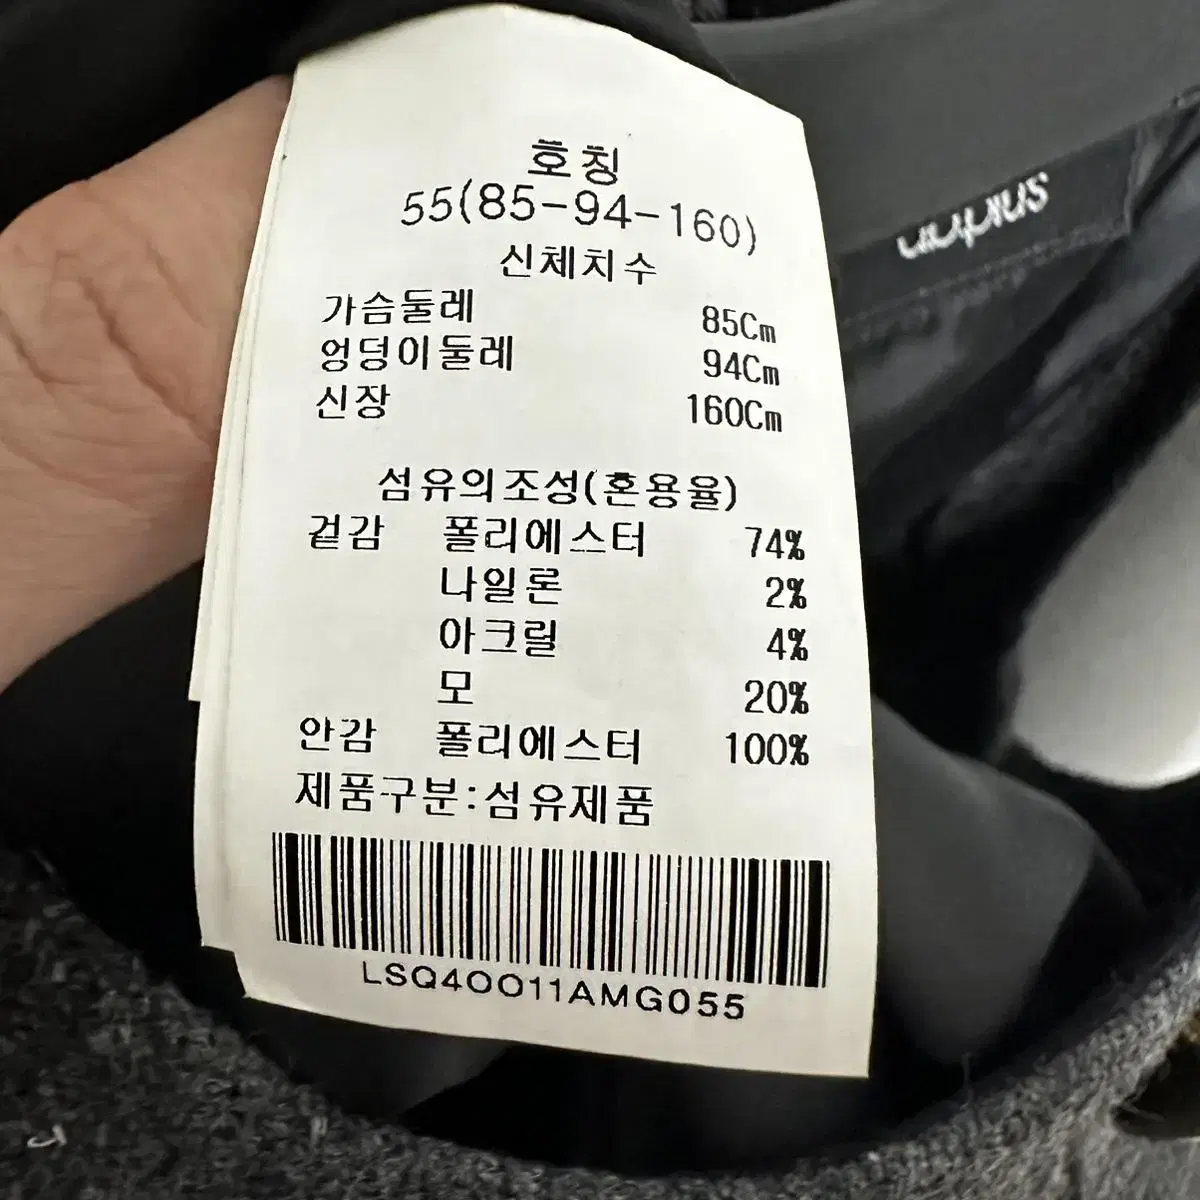 호칭
55(85-94-160)
신체치수
가슴둘레 85Cm
엉덩이둘레 94Cm
신장 160Cm
섬유의조성(혼용율)
겉감 폴리에스터 74%
나일론 2%
아크릴 4%
모 20%
안감 폴리에스터 100%
제품구분:섬유제품
LSQ40011AMG055